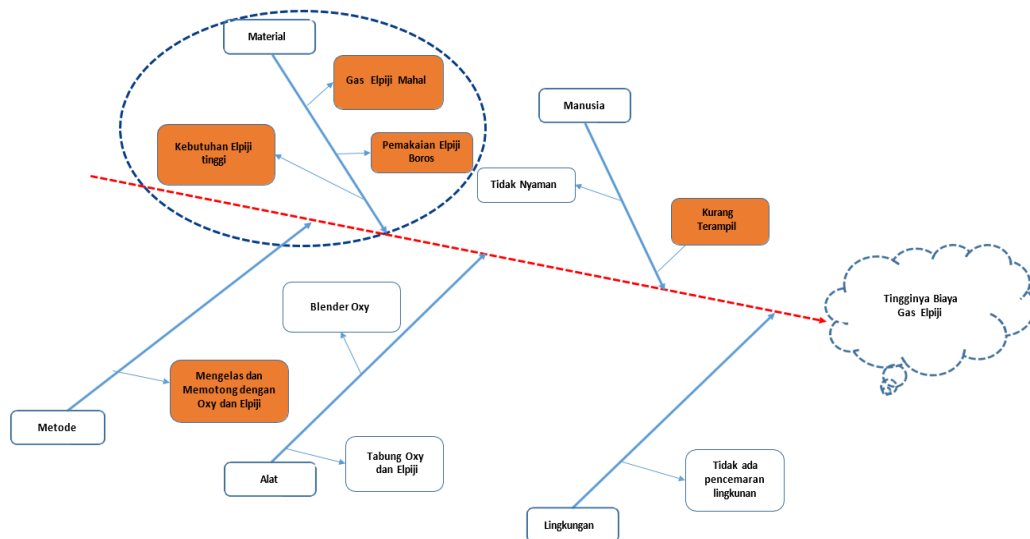 Material
Gas Elpiji Mahal
Kebutuhan Elpiji
tinggi
Pemakaian Elpiji
Boros
Manusia
Tidak Nyaman
Kurang
Terampil
Tingginya Biaya
Gas Elpiji
Blender Oxy
Mengelas dan
Memotong dengan
Oxy dan Elpiji
Metode
Tabung Oxy
dan Elpiji
Alat
Tidak ada
pencemaran
lingkunan
Lingkungan